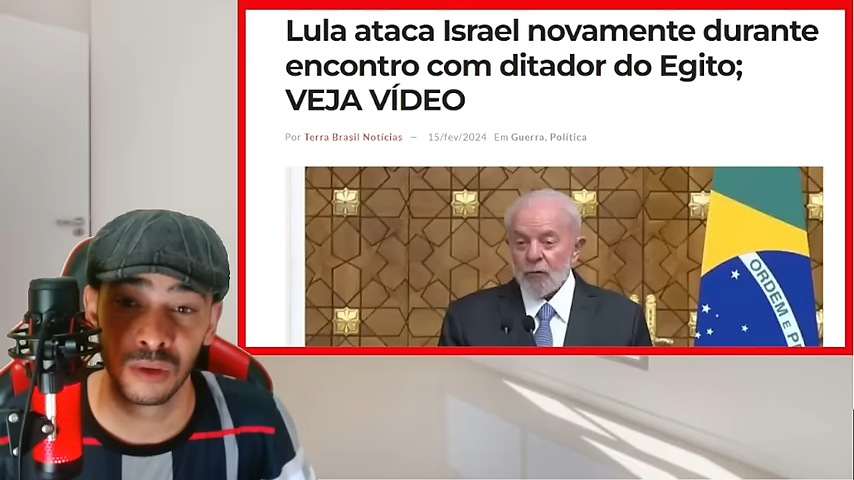 Lula ataca Israel novamente durante
encontro com ditador do Egito;
VEJA VÍDEO
Por Terra Brasil Notícias — 15/fev/2024 Em Guerra, Política
ORDEM E P